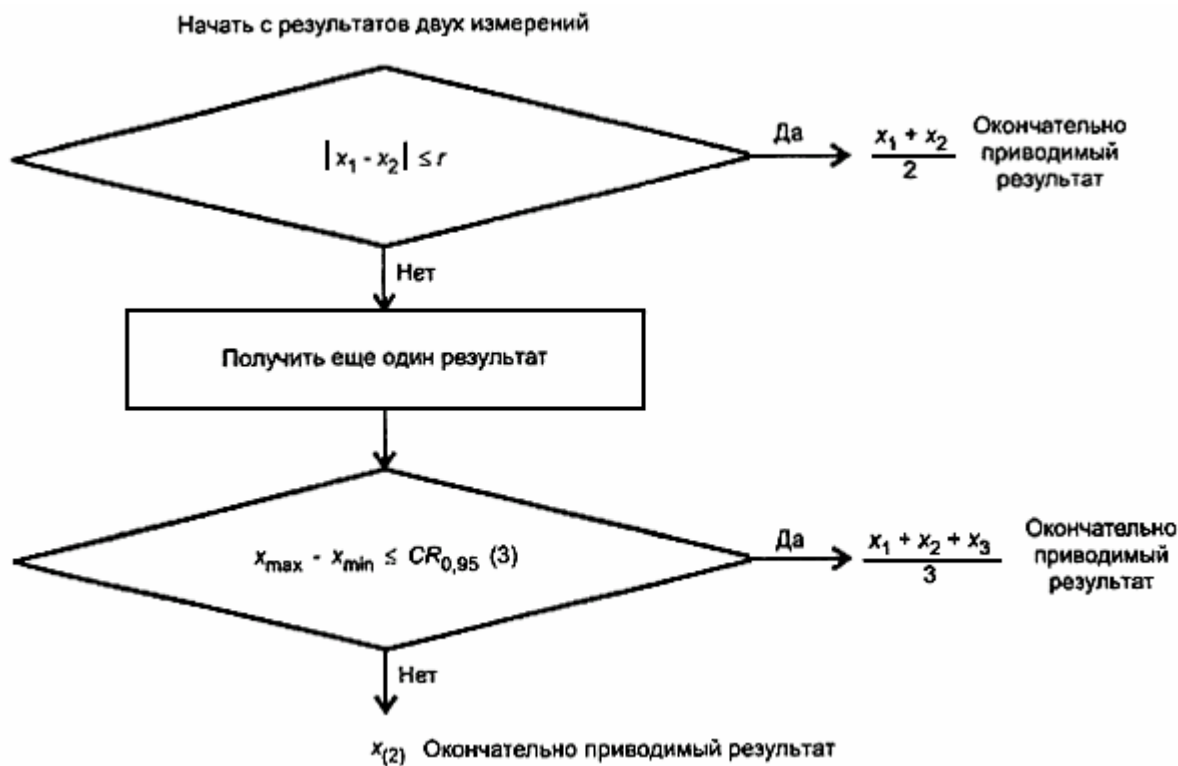 Начать с результатов двух измерений
| x₁ - x₂| ≤ r
Да
x₁ + x₂
2
Окончательно
приводимый
результат
Нет
Получить еще один результат
xmax - xmin ≤ CR0,95 (3)
Да
x₁ + x₂ + x₃
3
Окончательно
приводимый
результат
Нет
x(2) Окончательно приводимый результат